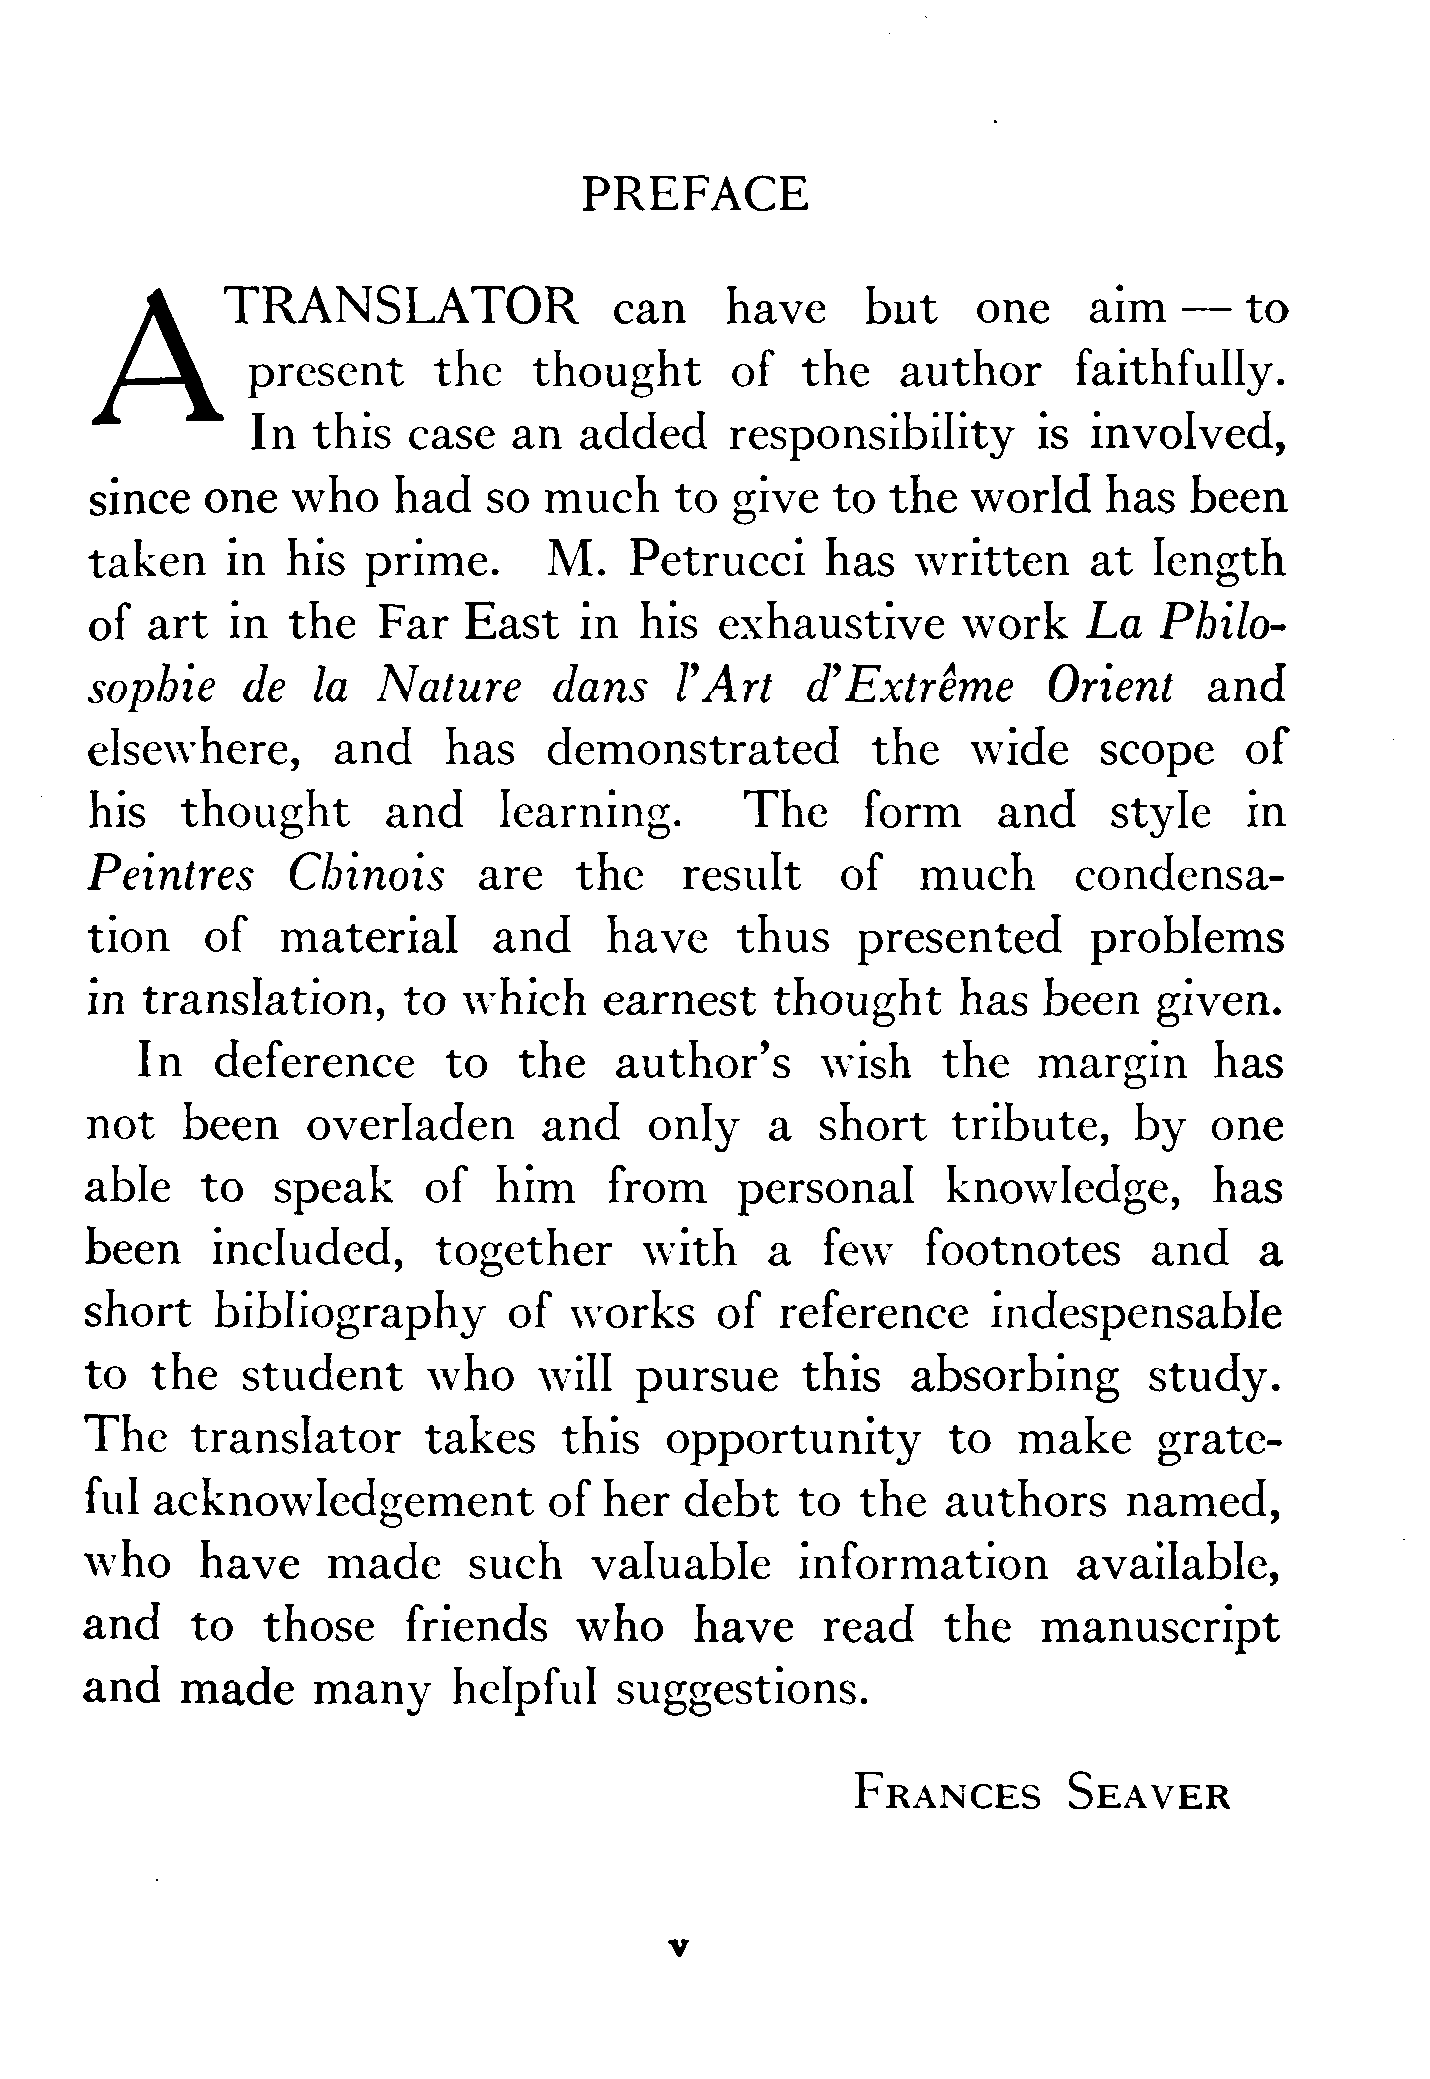 PREFACE
A TRANSLATOR can have but one aim — to
present the thought of the author faithfully.
In this case an added responsibility is involved,
since one who had so much to give to the world has been
taken in his prime. M. Petrucci has written at length
of art in the Far East in his exhaustive work La Philo-
sophie de la Nature dans l'Art d'Extrême Orient and
elsewhere, and has demonstrated the wide scope of
his thought and learning. The form and style in
Peintres Chinois are the result of much condensa-
tion of material and have thus presented problems
in translation, to which earnest thought has been given.
In deference to the author's wish the margin has
not been overladen and only a short tribute, by one
able to speak of him from personal knowledge, has
been included, together with a few footnotes and a
short bibliography of works of reference indespensable
to the student who will pursue this absorbing study.
The translator takes this opportunity to make grate-
ful acknowledgement of her debt to the authors named,
who have made such valuable information available,
and to those friends who have read the manuscript
and made many helpful suggestions.
FRANCES SEAVER
v